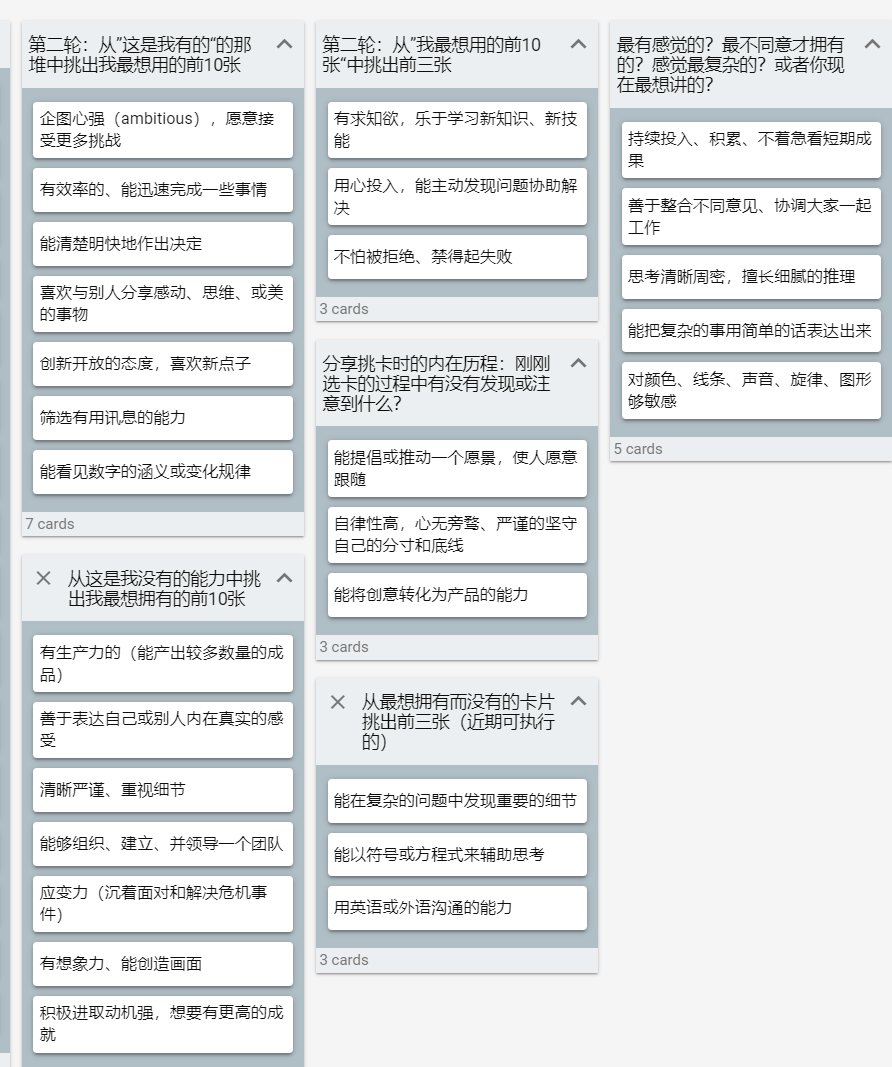 第二轮：从”这是我有的“的那
堆中挑出我最想用的前10张
企图心强（ambitious），愿意接
受更多挑战
有效率的、能迅速完成一些事情
能清楚明快地作出决定
喜欢与别人分享感动、思维、或美
的事物
创新开放的态度，喜欢新点子
筛选有用讯息的能力
能看见数字的涵义或变化规律
7 cards
从这是我没有的能力中挑
出我最想拥有的前10张
有生产力的（能产出较多数量的成
品）
善于表达自己或别人内在真实的感
受
清晰严谨、重视细节
能够组织、建立、并领导一个团队
应变力（沉着面对和解决危机事
件）
有想象力、能创造画面
积极进取动机强，想要有更高的成
就
第二轮：从”我最想用的前10
张“中挑出前三张
有求知欲，乐于学习新知识、新技
能
用心投入，能主动发现问题协助解
决
不怕被拒绝、禁得起失败
3 cards
分享挑卡时的内在历程：刚刚
选卡的过程中有没有发现或注
意到什么？
能提倡或推动一个愿景，使人愿意
跟随
自律性高，心无旁骛、严谨的坚守
自己的分寸和底线
能将创意转化为产品的能力
3 cards
从最想拥有而没有的卡片
挑出前三张（近期可执行
的）
能在复杂的问题中发现重要的细节
能以符号或方程式来辅助思考
用英语或外语沟通的能力
3 cards
最有感觉的？最不同意才拥有
的？感觉最复杂的？或者你现
在最想讲的？
持续投入、积累、不着急看短期成
果
善于整合不同意见、协调大家一起
工作
思考清晰周密，擅长细腻的推理
能把复杂的事用简单的话表达出来
对颜色、线条、声音、旋律、图形
够敏感
5 cards